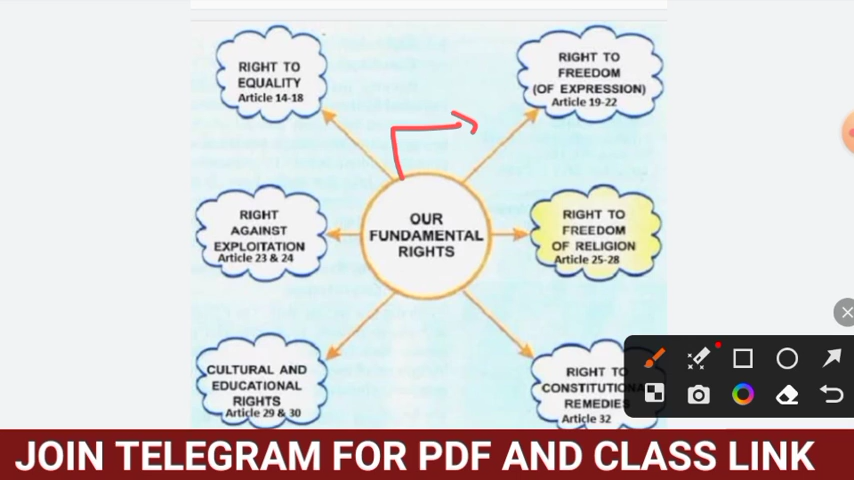 RIGHT TO
EQUALITY
Article 14-18
RIGHT TO
FREEDOM
(OF EXPRESSION)
Article 19-22
RIGHT
AGAINST
EXPLOITATION
Article 23 & 24
OUR
FUNDAMENTAL
RIGHTS
RIGHT TO
FREEDOM
OF RELIGION
Article 25-28
CULTURAL AND
EDUCATIONAL
RIGHTS
Article 29 & 30
RIGHT TO
CONSTITUTIONA
REMEDIES
Article 32
JOIN TELEGRAM FOR PDF AND CLASS LINK